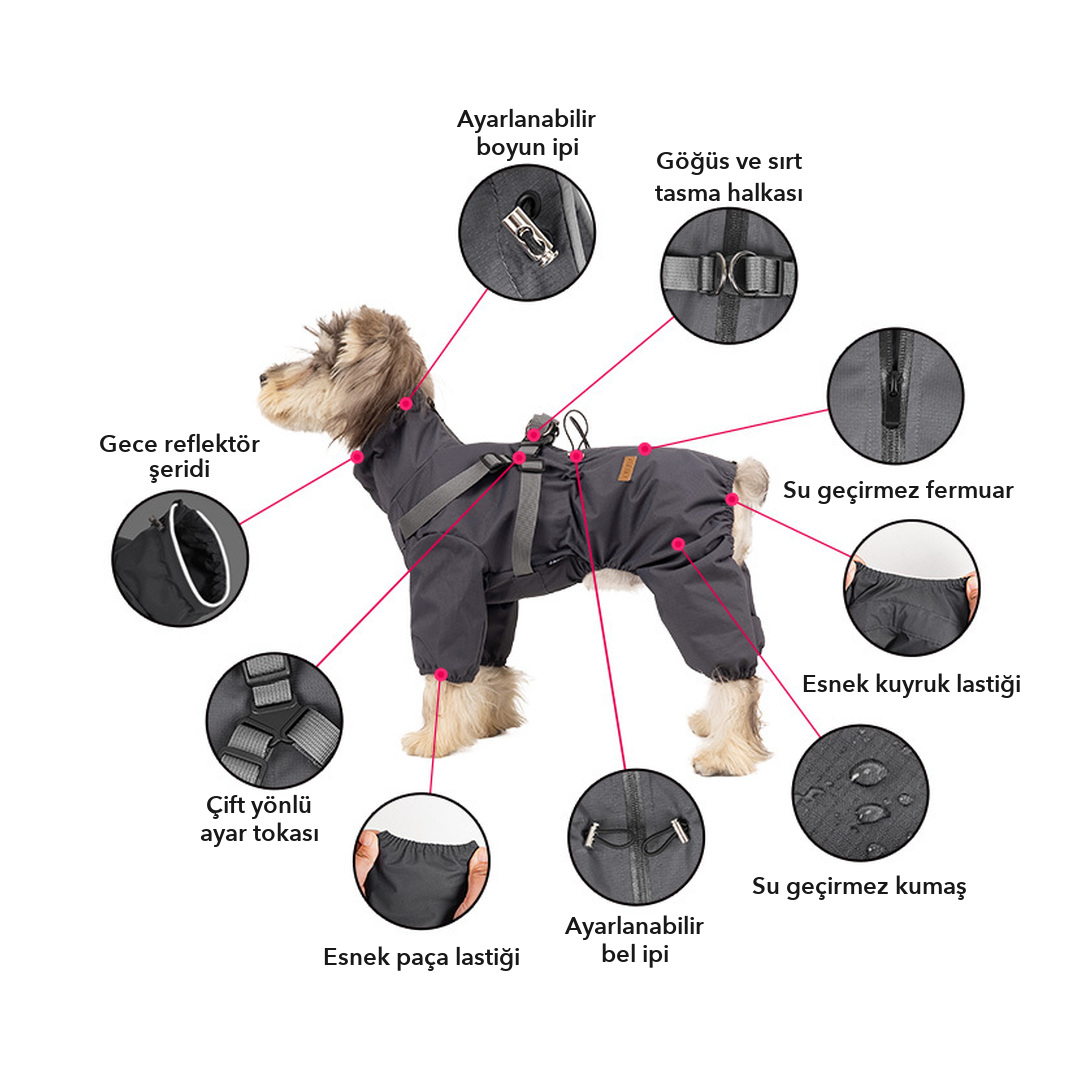 Ayarlanabilir
boyun ipi
Göğüs ve sırt
tasma halkası
Gece reflektör
şeridi
Su geçirmez fermuar
Esnek kuyruk lastiği
Çift yönlü
ayar tokası
Su geçirmez kumaş
Ayarlanabilir
bel ipi
Esnek paça lastiği